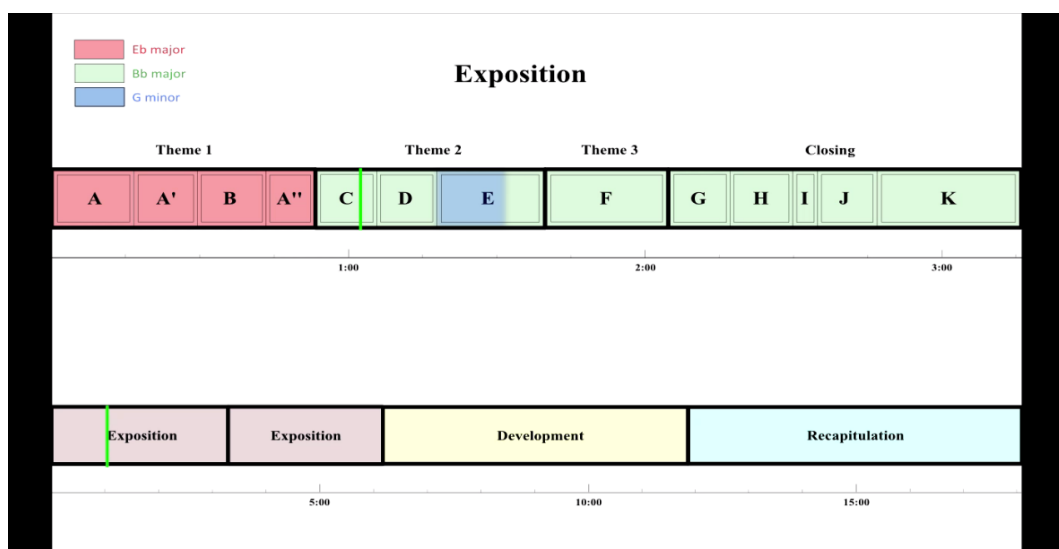 Eb major
Bb major
G minor
Exposition
Theme 1 Theme 2 Theme 3 Closing
A A' B A" C D E F G H I J K
1:00 2:00 3:00
Exposition Exposition Development Recapitulation
5:00 10:00 15:00